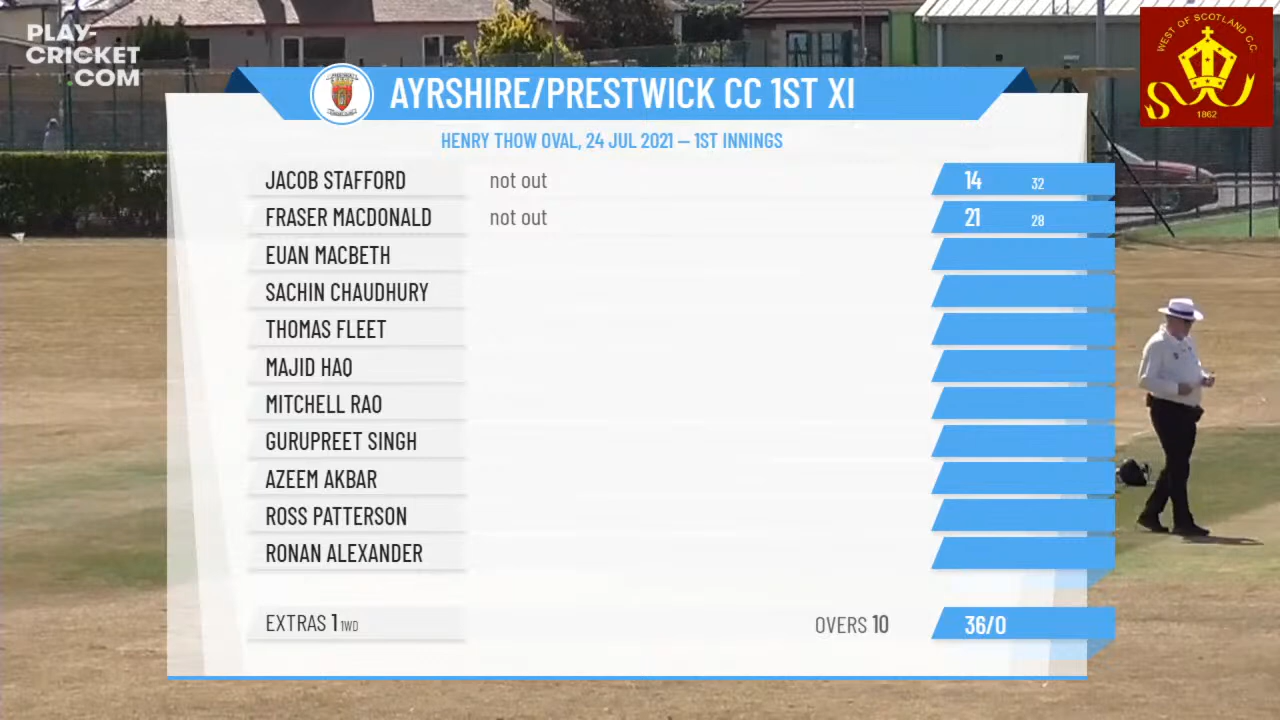 PLAY-
CRICKET
.COM
WEST OF SCOTLAND C.C.
1862
AYRSHIRE/PRESTWICK CC 1ST XI
HENRY THOW OVAL, 24 JUL 2021 – 1ST INNINGS
JACOB STAFFORD not out 14 32
FRASER MACDONALD not out 21 28
EUAN MACBETH
SACHIN CHAUDHURY
THOMAS FLEET
MAJID HAQ
MITCHELL RAO
GURUPREET SINGH
AZEEM AKBAR
ROSS PATTERSON
RONAN ALEXANDER
EXTRAS 1 1WD OVERS 10 36/0